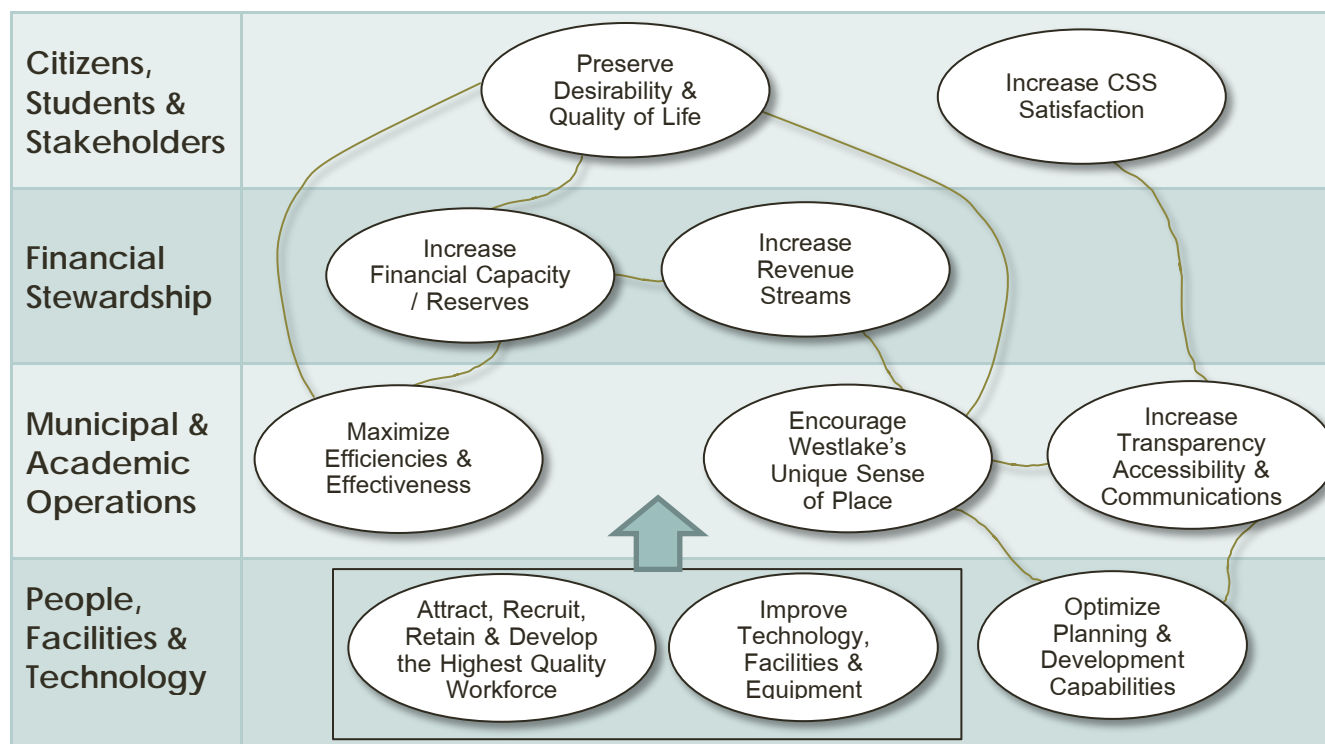 Citizens,
Students &
Stakeholders
Preserve
Desirability &
Quality of Life
Increase CSS
Satisfaction
Financial
Stewardship
Increase
Financial Capacity
/ Reserves
Increase
Revenue
Streams
Municipal &
Academic
Operations
Maximize
Efficiencies &
Effectiveness
Encourage
Westlake’s
Unique Sense
of Place
Increase
Transparency
Accessibility &
Communications
People,
Facilities &
Technology
Attract, Recruit,
Retain & Develop
the Highest Quality
Workforce
Improve
Technology,
Facilities &
Equipment
Optimize
Planning &
Development
Capabilities